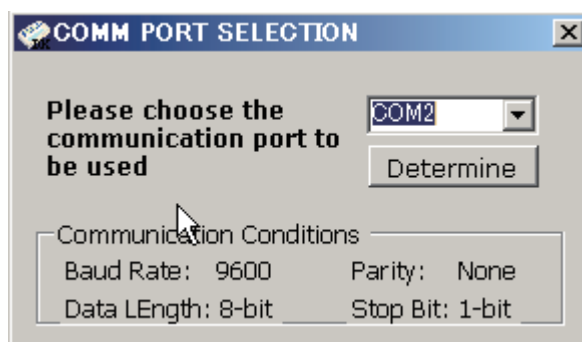 COMM PORT SELECTION
Please choose the
communication port to
be used
COM2
Determine
Communication Conditions
Baud Rate: 9600 Parity: None
Data LEngth: 8-bit Stop Bit: 1-bit